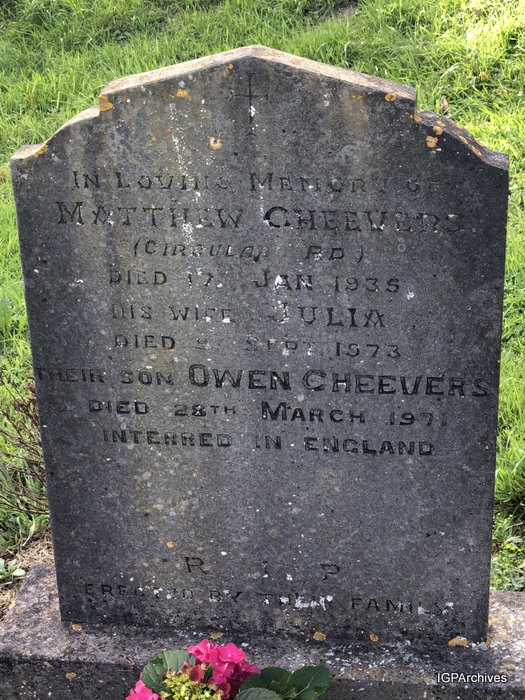 IN LOVING MEMORY OF
MATTHEW CHEEVERS
(CIRCULAR RD)
DIED 17. JAN 1935
HIS WIFE JULIA
DIED SEPT 1973
THEIR SON OWEN CHEEVERS
DIED 28TH MARCH 1971
INTERRED IN ENGLAND
R I P
ERECTED BY THEIR FAMILY
IGPArchives